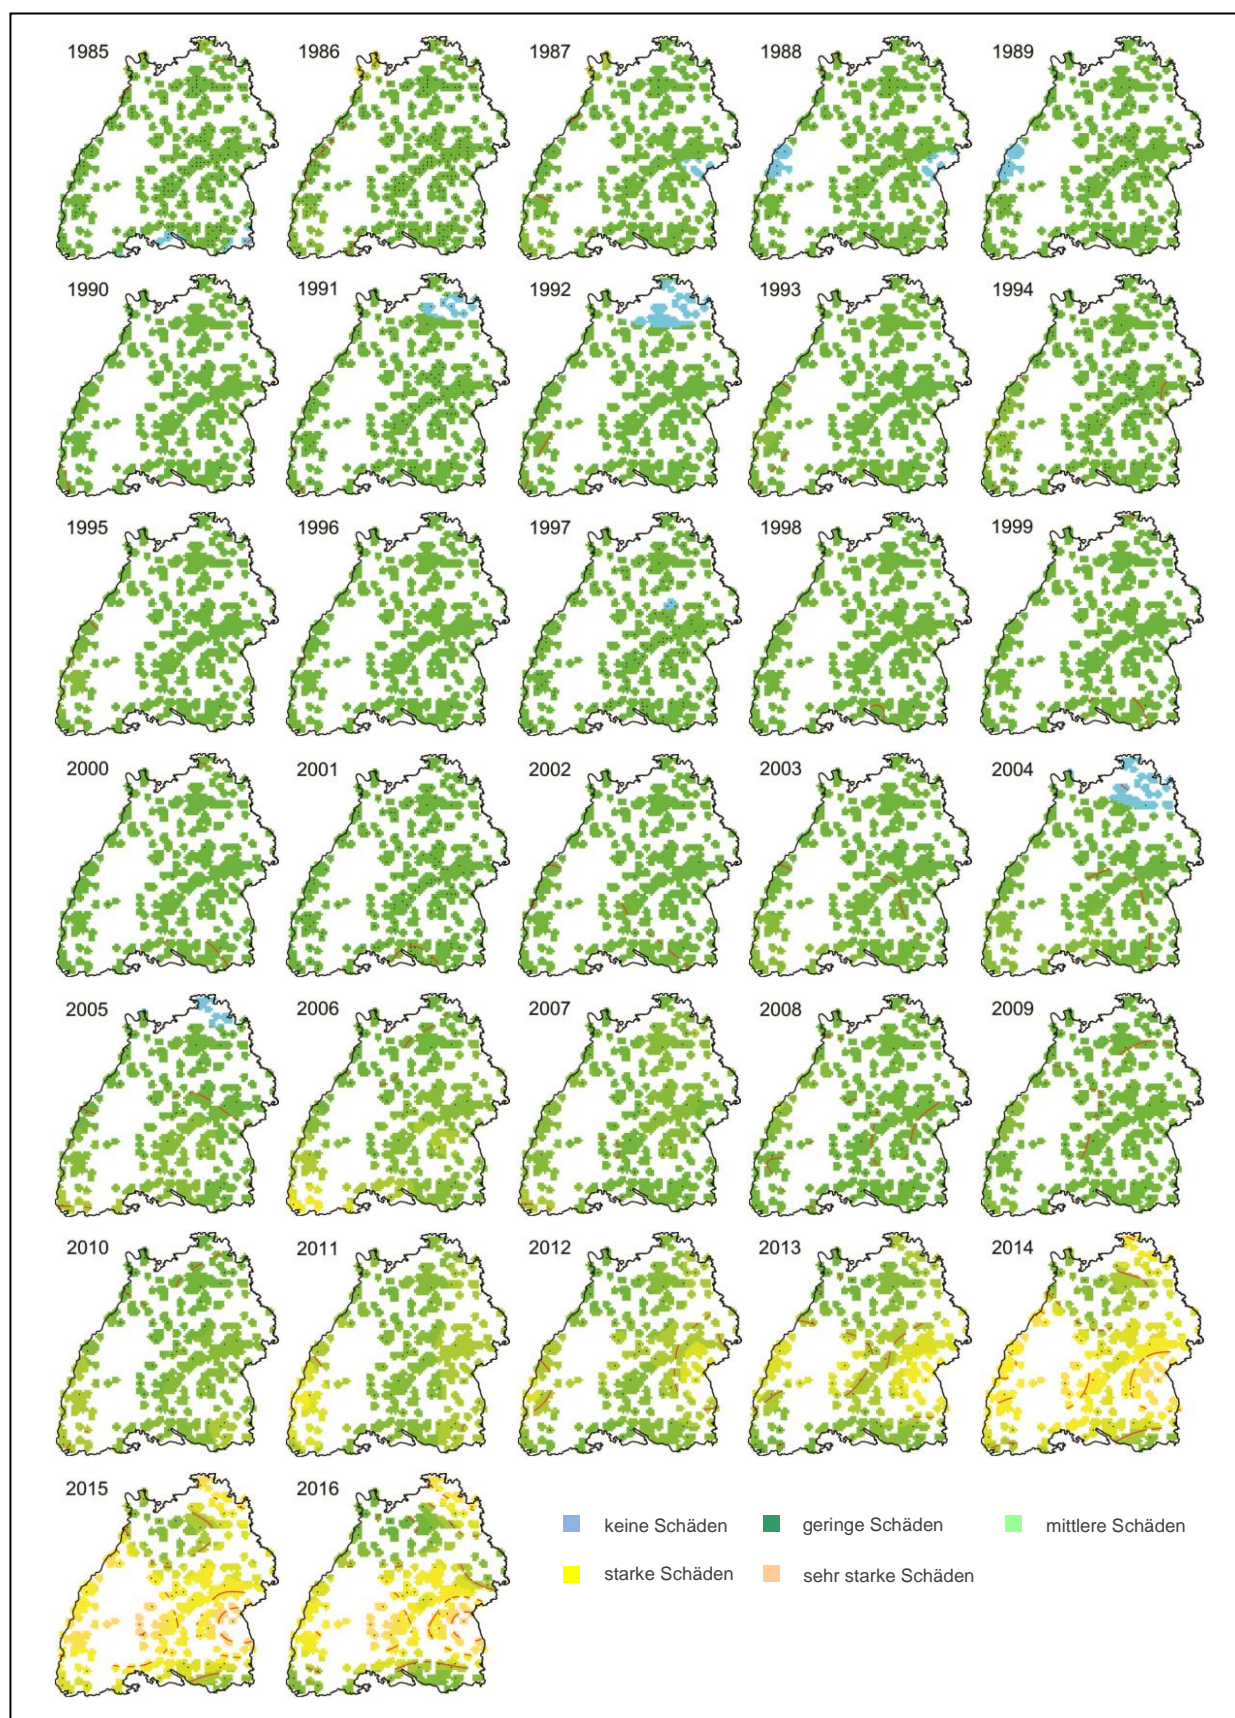 1985 1986 1987 1988 1989
1990 1991 1992 1993 1994
1995 1996 1997 1998 1999
2000 2001 2002 2003 2004
2005 2006 2007 2008 2009
2010 2011 2012 2013 2014
2015 2016
keine Schäden geringe Schäden mittlere Schäden
starke Schäden sehr starke Schäden